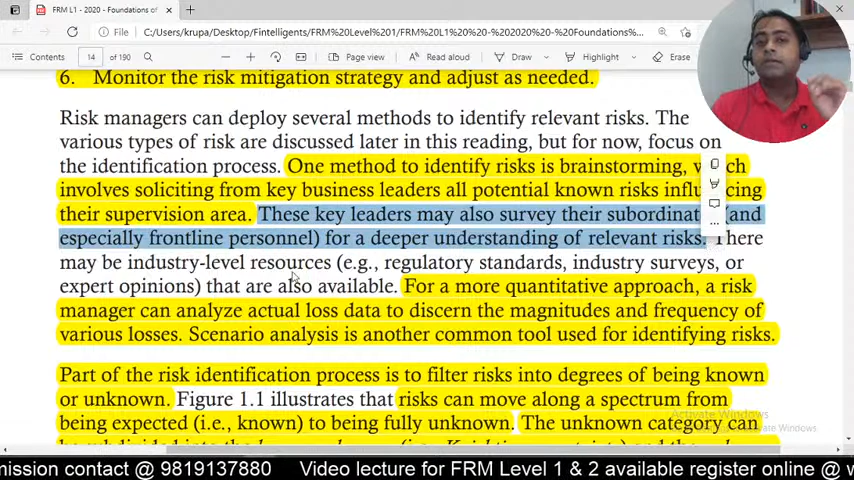 FRM L1 - 2020 - Foundations of
C:/Users/krupa/Desktop/Fintelligents/FRM%20Level%201/FRM%20L1%20-%202020%20-%20Foundations%...
Contents 14 of 190 Page view Read aloud Draw Highlight Erase
6. Monitor the risk mitigation strategy and adjust as needed.
Risk managers can deploy several methods to identify relevant risks. The
various types of risk are discussed later in this reading, but for now, focus on
the identification process. One method to identify risks is brainstorming, which
involves soliciting from key business leaders all potential known risks influencing
their supervision area. These key leaders may also survey their subordinat (and
especially frontline personnel) for a deeper understanding of relevant risks. There
may be industry-level resources (e.g., regulatory standards, industry surveys, or
expert opinions) that are also available. For a more quantitative approach, a risk
manager can analyze actual loss data to discern the magnitudes and frequency of
various losses. Scenario analysis is another common tool used for identifying risks.
Part of the risk identification process is to filter risks into degrees of being known
or unknown. Figure 1.1 illustrates that risks can move along a spectrum from
being expected (i.e., known) to being fully unknown. The unknown category can
Activate Windows
mission contact @ 9819137880 Video lecture for FRM Level 1 & 2 available register online @ w